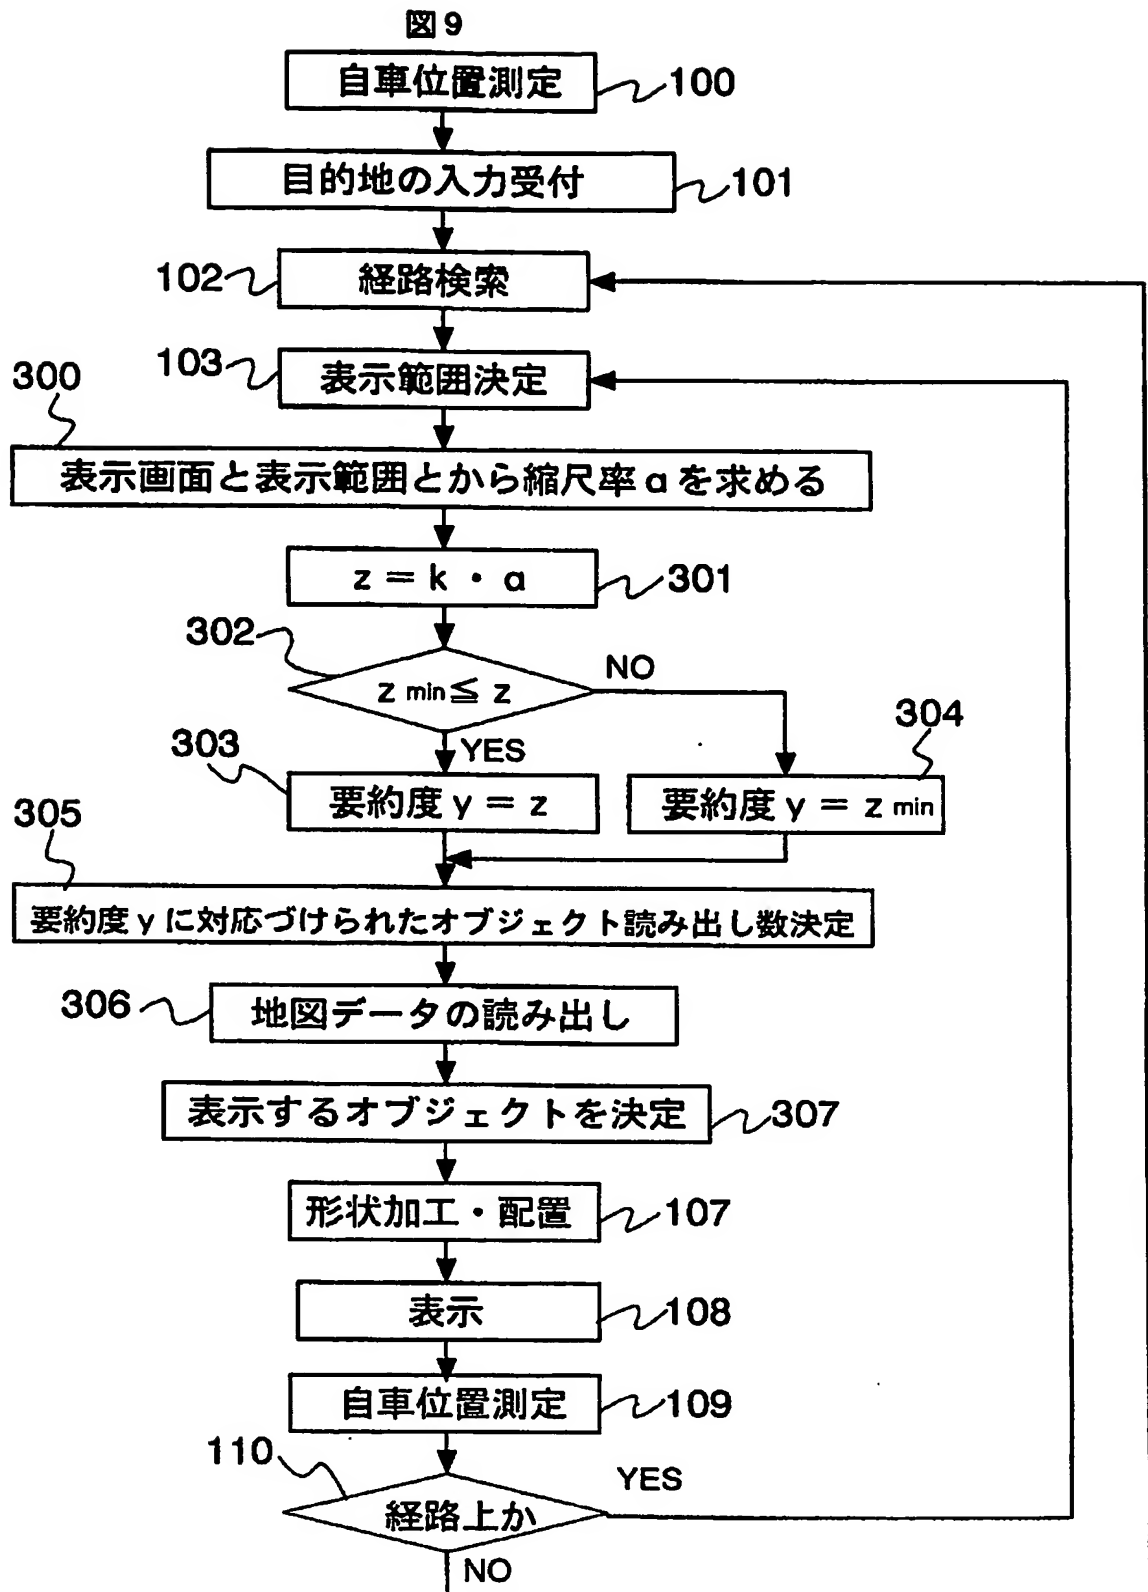 図9
自車位置測定
100
目的地の入力受付
101
102
経路検索
103
表示範囲決定
300
表示画面と表示範囲とから縮尺率αを求める
z = k ・ α
301
302
z min ≦ z
NO
YES
303
要約度 y = z
304
要約度 y = z min
305
要約度 y に対応づけられたオブジェクト読み出し数決定
306
地図データの読み出し
表示するオブジェクトを決定
307
形状加工・配置
107
表示
108
自車位置測定
109
110
経路上か
YES
NO